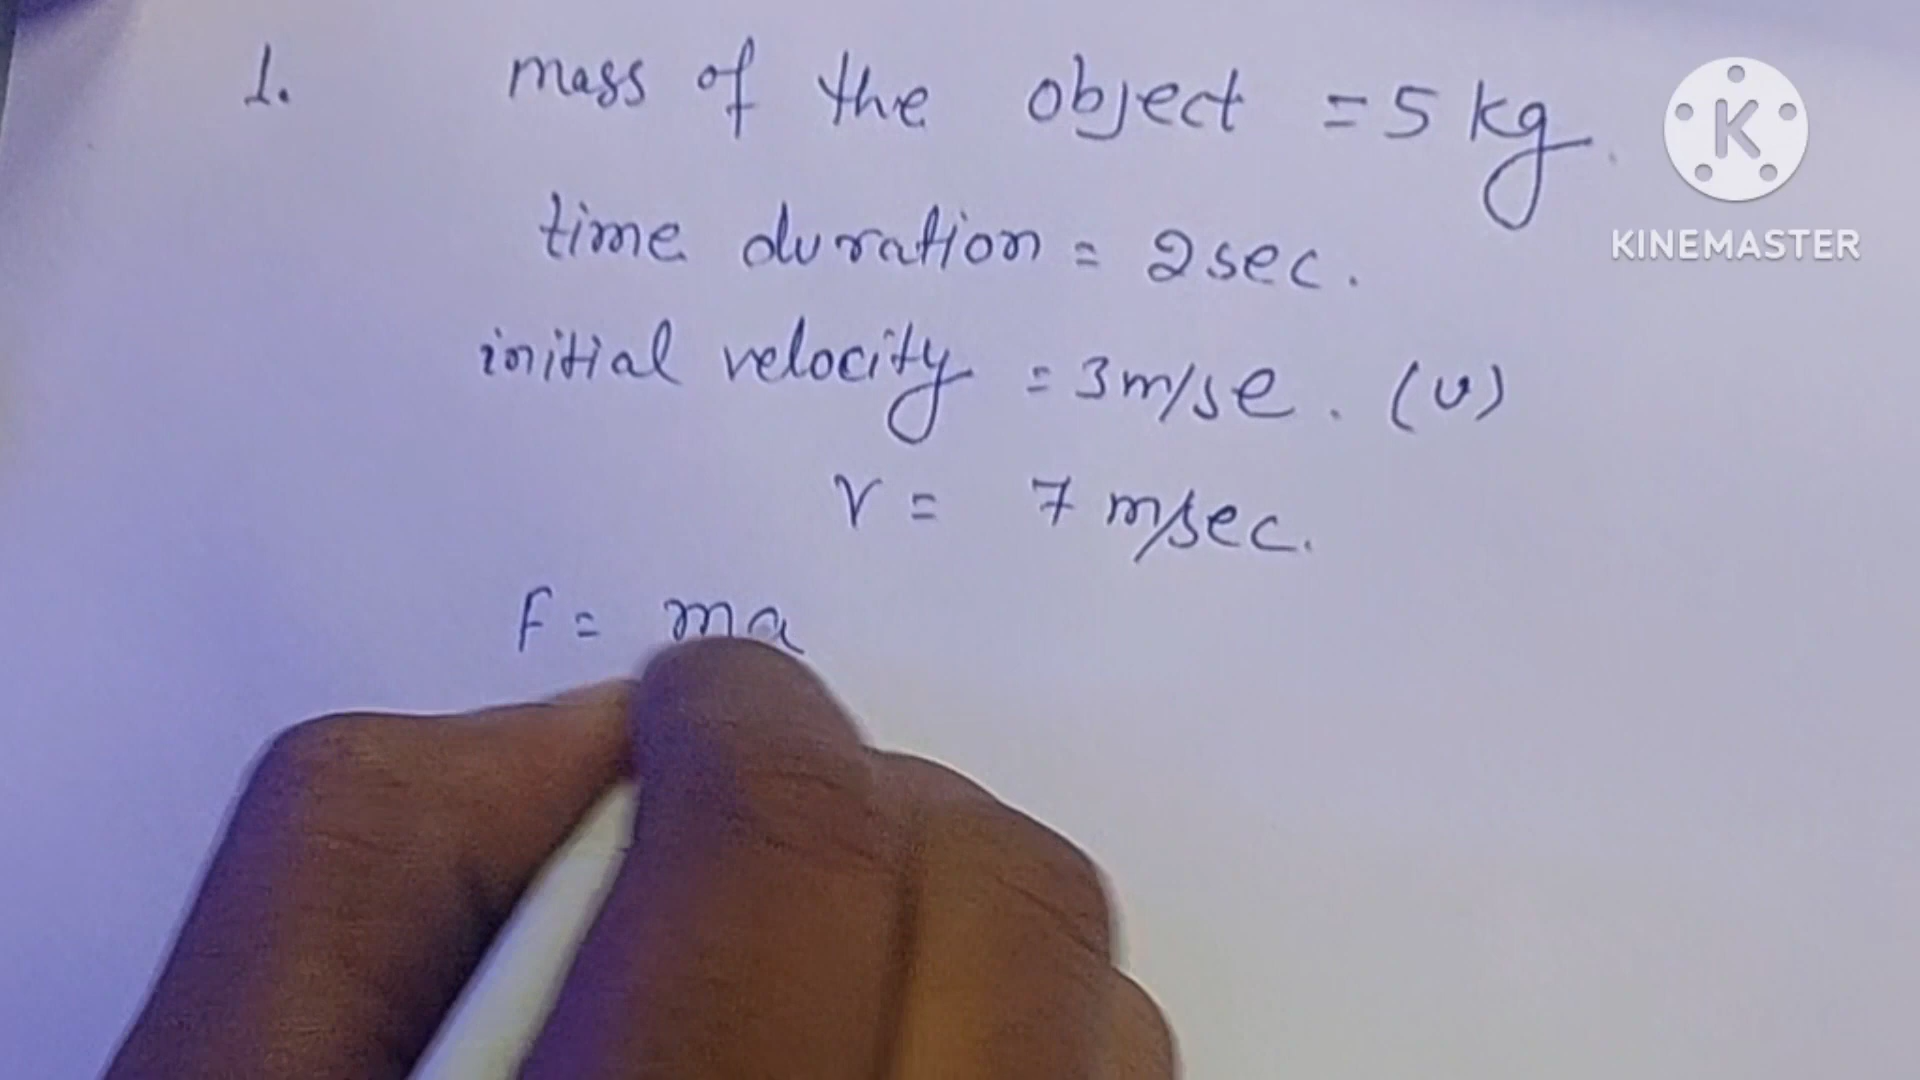 1. mass of the object = 5 kg.
time duration = 2 sec.
initial velocity = 3 m/se. (u)
V = 7 m/sec.
F = ma
K
KINEMASTER